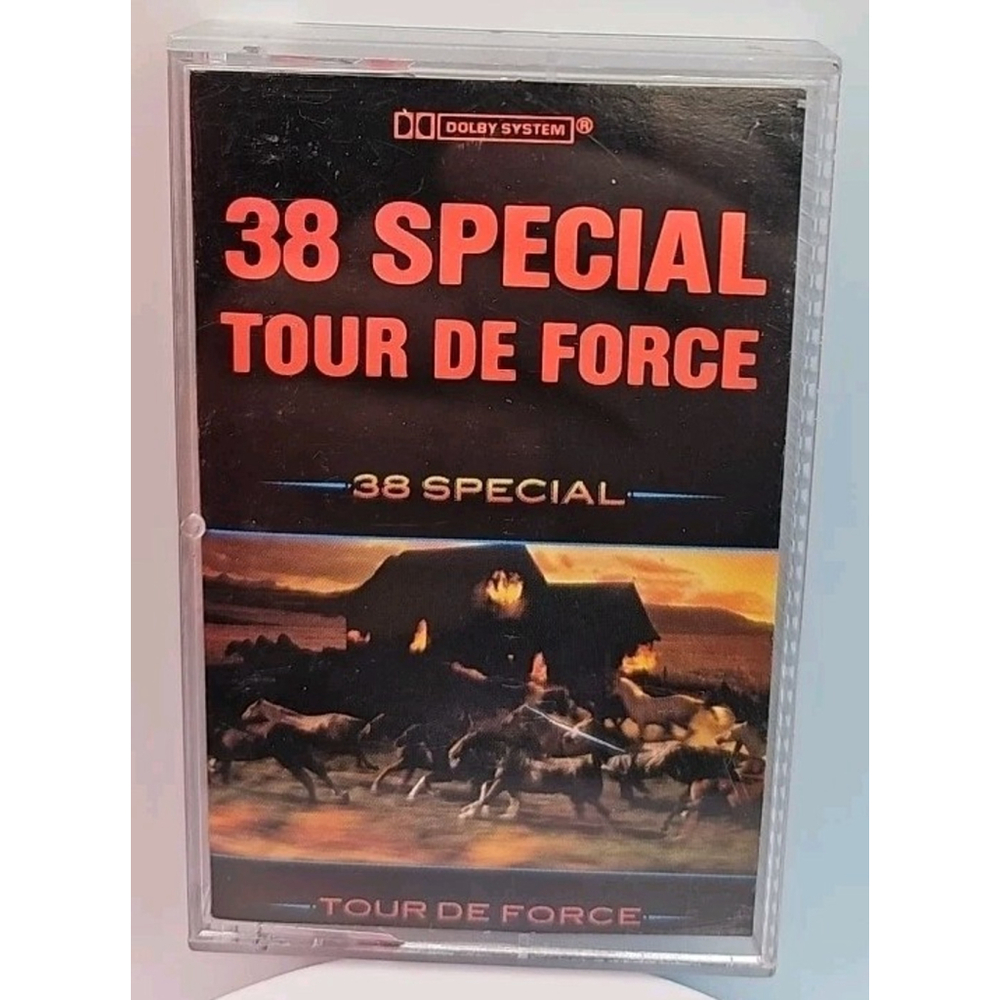 DOLBY SYSTEM®
38 SPECIAL
TOUR DE FORCE
38 SPECIAL
TOUR DE FORCE